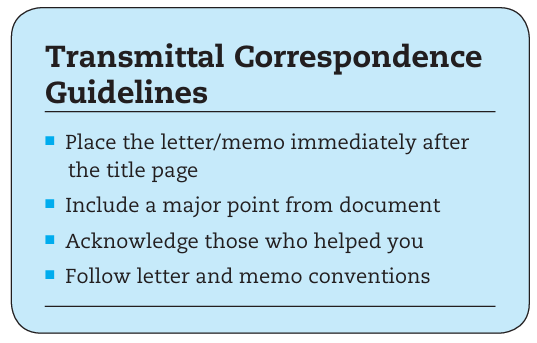 Transmittal Correspondence
Guidelines
■ Place the letter/memo immediately after
the title page
■ Include a major point from document
■ Acknowledge those who helped you
■ Follow letter and memo conventions